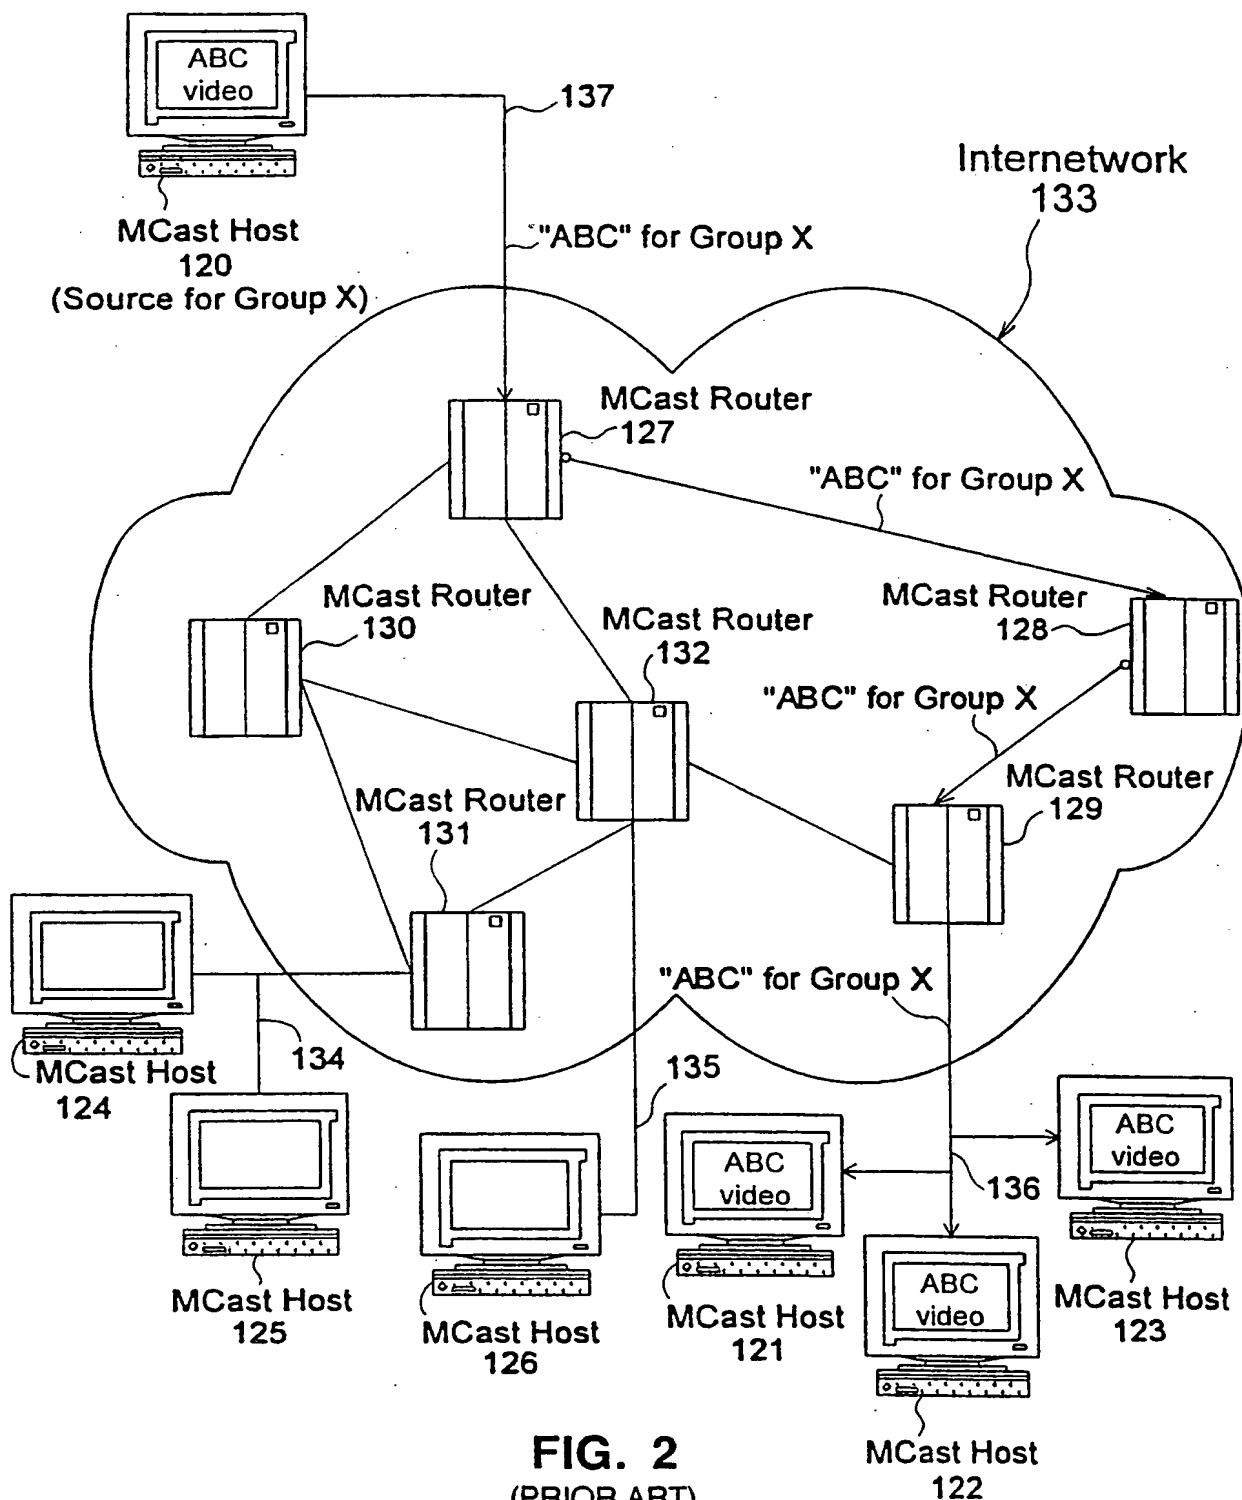 ABC
video
137
Internetwork
133
MCast Host
120
(Source for Group X)
"ABC" for Group X
MCast Router
127
"ABC" for Group X
MCast Router
130
MCast Router
132
MCast Router
128
"ABC" for Group X
MCast Router
129
MCast Router
131
"ABC" for Group X
134
MCast Host
124
135
136
ABC
video
ABC
video
ABC
video
MCast Host
125
MCast Host
126
MCast Host
121
MCast Host
123
MCast Host
122
FIG. 2
(PRIOR ART)